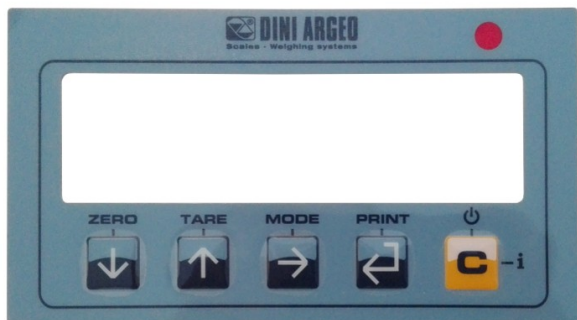 DINI ARGEO
Scales - Weighing systems
ZERO TARE MODE PRINT
C -i